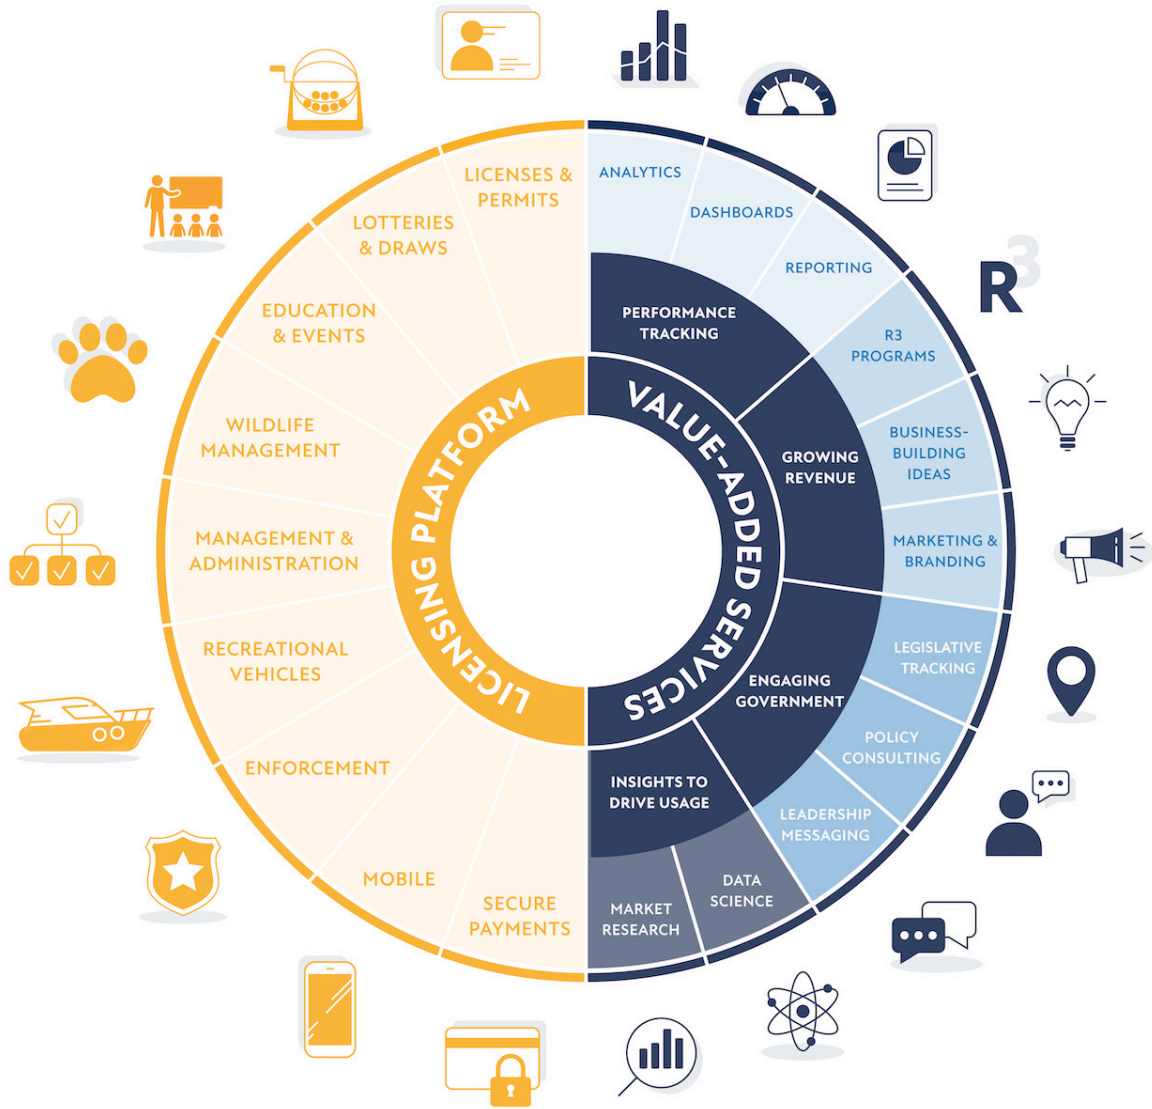 LICENSING PLATFORM
LICENSES &
PERMITS
LOTTERIES
& DRAWS
EDUCATION
& EVENTS
WILDLIFE
MANAGEMENT
MANAGEMENT &
ADMINISTRATION
RECREATIONAL
VEHICLES
ENFORCEMENT
MOBILE
SECURE
PAYMENTS
VALUE-ADDED SERVICES
PERFORMANCE
TRACKING
ANALYTICS
DASHBOARDS
REPORTING
GROWING
REVENUE
R3
PROGRAMS
BUSINESS-
BUILDING
IDEAS
MARKETING &
BRANDING
ENGAGING
GOVERNMENT
LEGISLATIVE
TRACKING
POLICY
CONSULTING
LEADERSHIP
MESSAGING
INSIGHTS TO
DRIVE USAGE
DATA
SCIENCE
MARKET
RESEARCH
R3